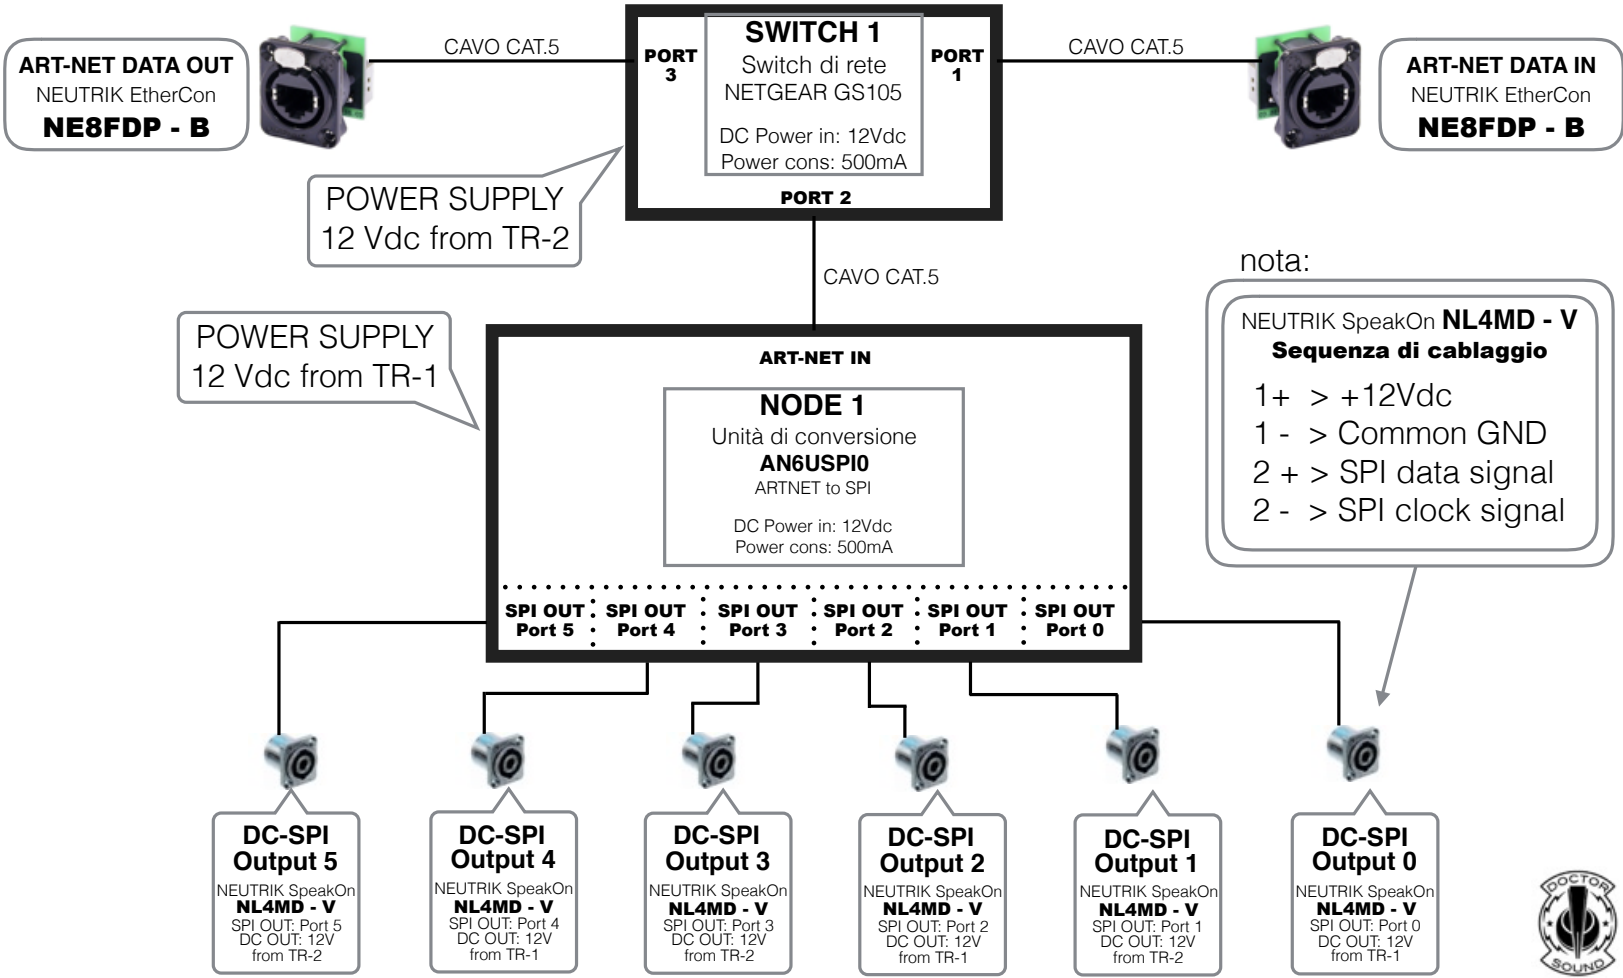 ART-NET DATA OUT
NEUTRIK EtherCon
NE8FDP - B
CAVO CAT.5
PORT
3
SWITCH 1
Switch di rete
NETGEAR GS105
DC Power in: 12Vdc
Power cons: 500mA
PORT
1
PORT 2
CAVO CAT.5
ART-NET DATA IN
NEUTRIK EtherCon
NE8FDP - B
POWER SUPPLY
12 Vdc from TR-2
CAVO CAT.5
POWER SUPPLY
12 Vdc from TR-1
nota:
NEUTRIK SpeakOn NL4MD - V
Sequenza di cablaggio
1+ > +12Vdc
1 - > Common GND
2 + > SPI data signal
2 - > SPI clock signal
ART-NET IN
NODE 1
Unità di conversione
AN6USPI0
ARTNET to SPI
DC Power in: 12Vdc
Power cons: 500mA
SPI OUT
Port 5
SPI OUT
Port 4
SPI OUT
Port 3
SPI OUT
Port 2
SPI OUT
Port 1
SPI OUT
Port 0
DC-SPI
Output 5
NEUTRIK SpeakOn
NL4MD - V
SPI OUT: Port 5
DC OUT: 12V
from TR-2
DC-SPI
Output 4
NEUTRIK SpeakOn
NL4MD - V
SPI OUT: Port 4
DC OUT: 12V
from TR-1
DC-SPI
Output 3
NEUTRIK SpeakOn
NL4MD - V
SPI OUT: Port 3
DC OUT: 12V
from TR-2
DC-SPI
Output 2
NEUTRIK SpeakOn
NL4MD - V
SPI OUT: Port 2
DC OUT: 12V
from TR-1
DC-SPI
Output 1
NEUTRIK SpeakOn
NL4MD - V
SPI OUT: Port 1
DC OUT: 12V
from TR-2
DC-SPI
Output 0
NEUTRIK SpeakOn
NL4MD - V
SPI OUT: Port 0
DC OUT: 12V
from TR-1
DOCTOR
SOUND